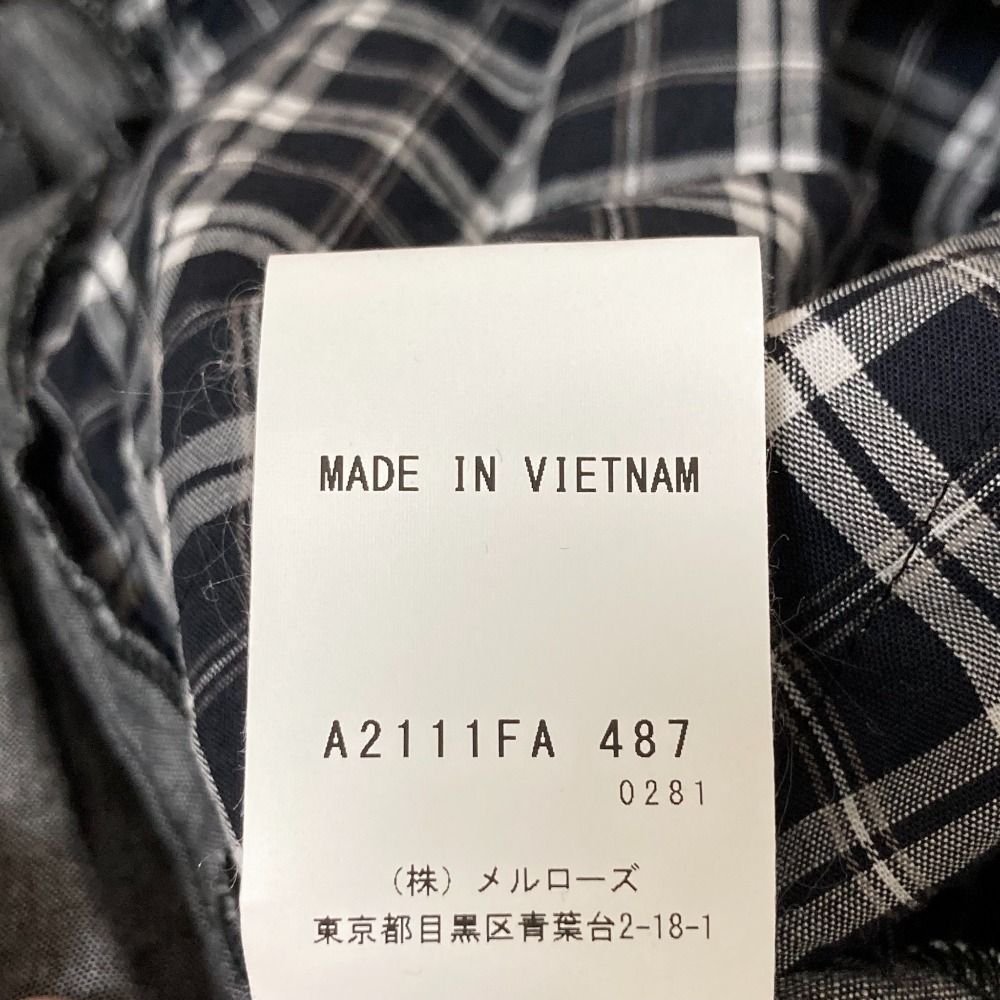 MADE IN VIETNAM
A2111FA 487
0281
（株）メルローズ
東京都目黒区青葉台2-18-1